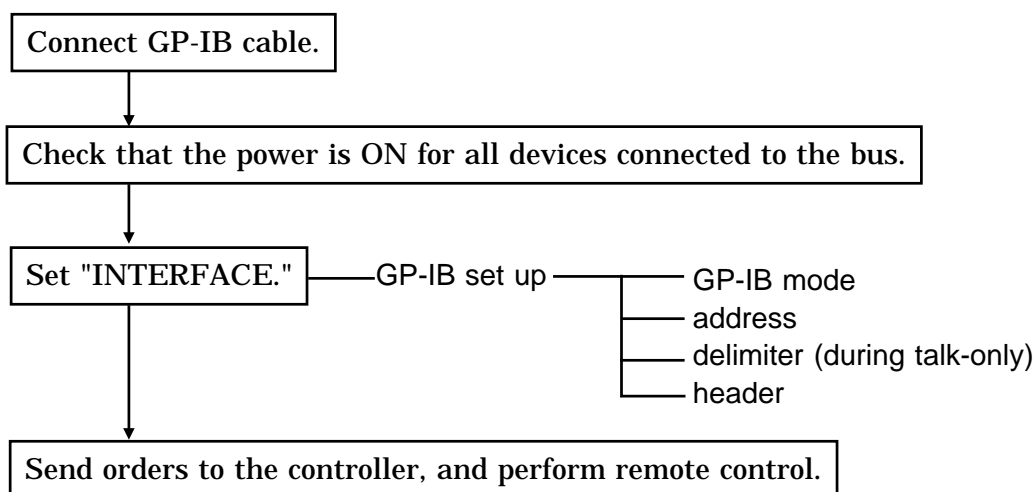 Connect GP-IB cable.
Check that the power is ON for all devices connected to the bus.
Set "INTERFACE."
GP-IB set up
GP-IB mode
address
delimiter (during talk-only)
header
Send orders to the controller, and perform remote control.